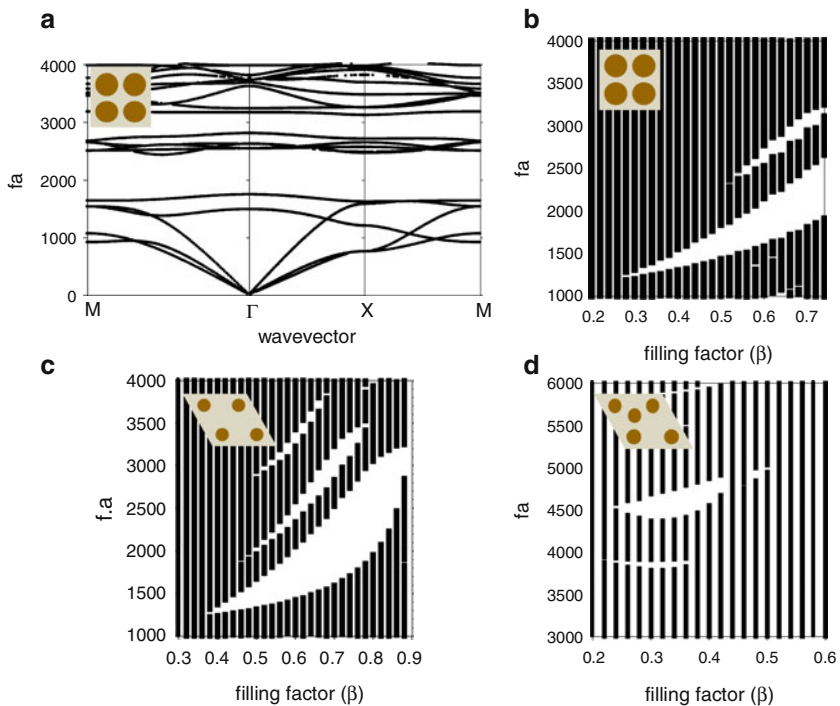 a
4000
3000
2000
1000
0
fa
M Γ X M
wavevector
b
4000
3500
3000
2500
2000
1500
1000
fa
0.2 0.3 0.4 0.5 0.6 0.7
filling factor (β)
c
4000
3500
3000
2500
2000
1500
1000
f.a
0.3 0.4 0.5 0.6 0.7 0.8 0.9
filling factor (β)
d
6000
5500
5000
4500
4000
3500
3000
fa
0.2 0.3 0.4 0.5 0.6
filling factor (β)